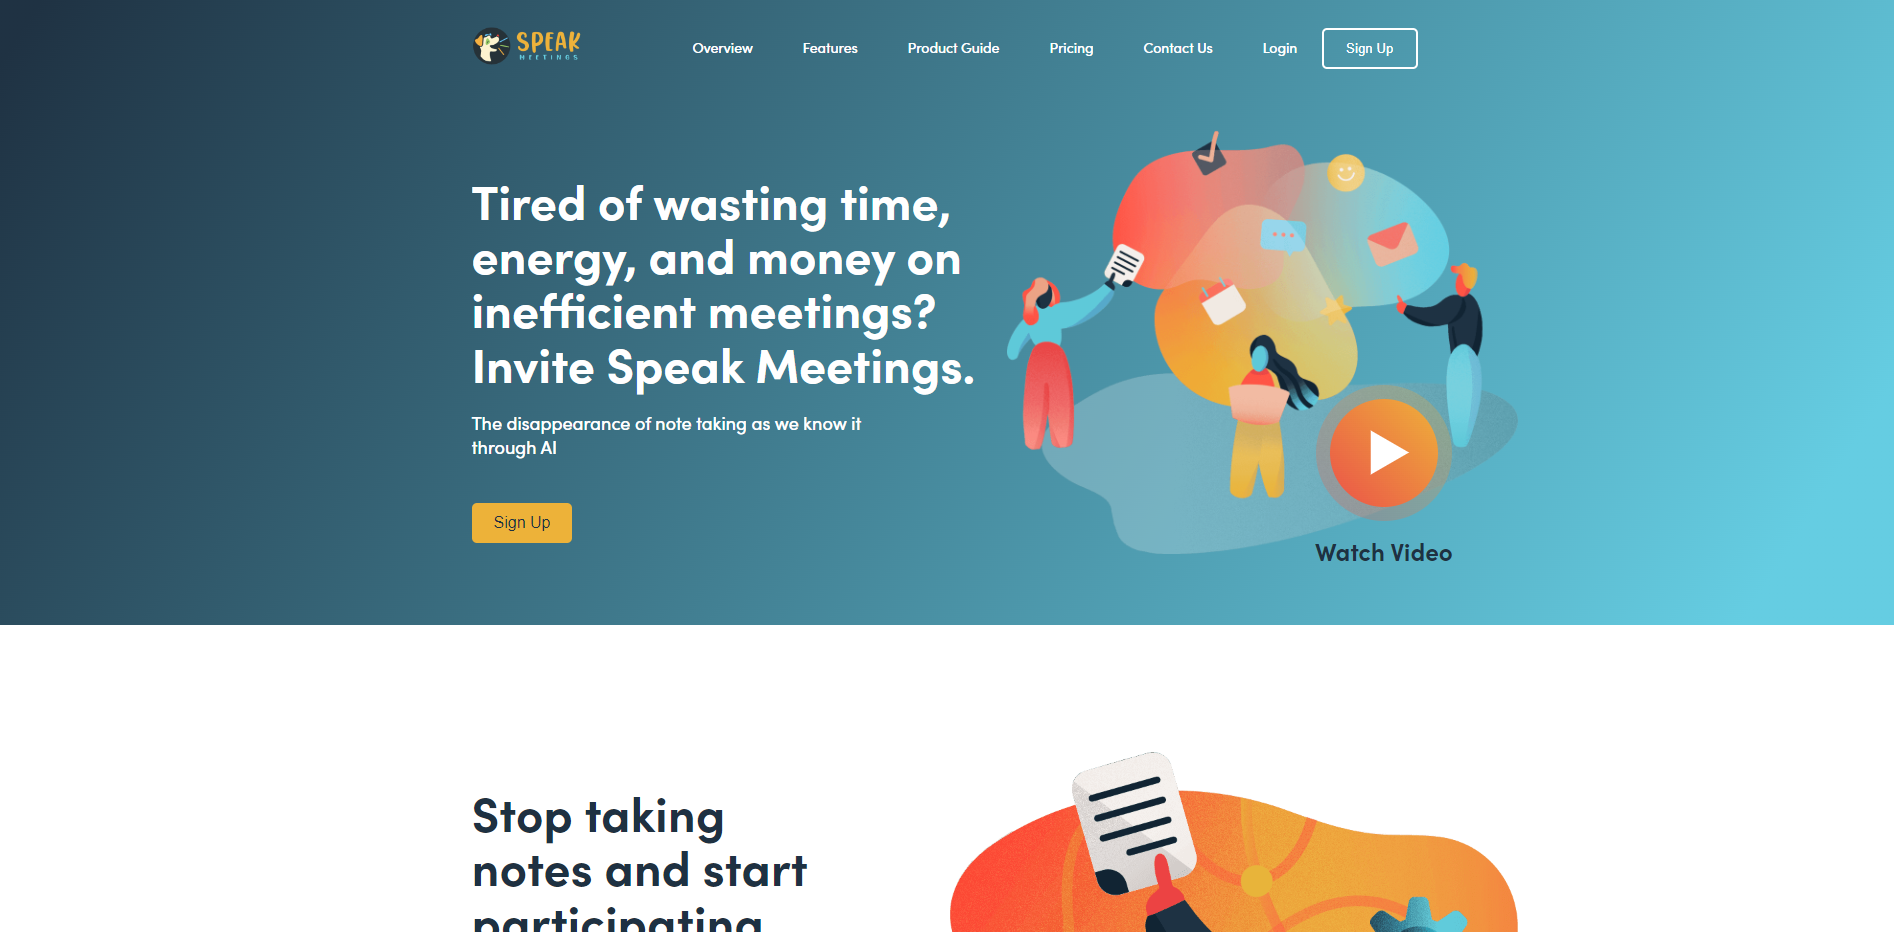 SPEAK
MEETINGS
Overview
Features
Product Guide
Pricing
Contact Us
Login
Sign Up
Tired of wasting time,
energy, and money on
inefficient meetings?
Invite Speak Meetings.
The disappearance of note taking as we know it
through AI
Sign Up
Watch Video
Stop taking
notes and start
participating